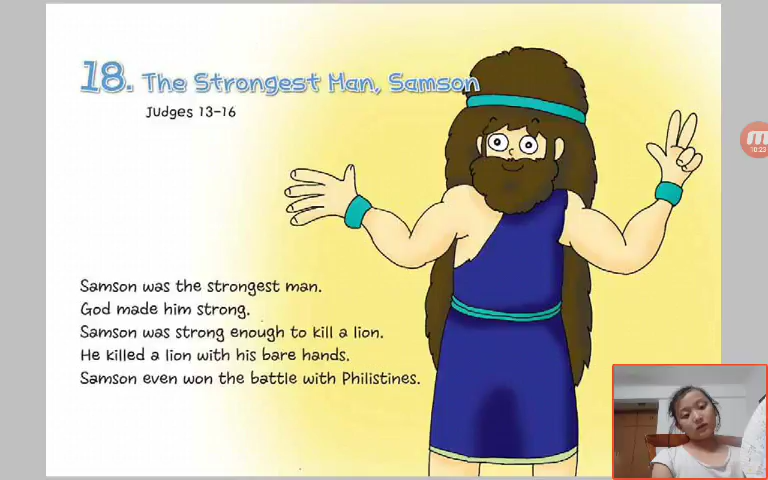 18. The Strongest Man, Samson
Judges 13-16
Samson was the strongest man.
God made him strong.
Samson was strong enough to kill a lion.
He killed a lion with his bare hands.
Samson even won the battle with Philistines.
10:23